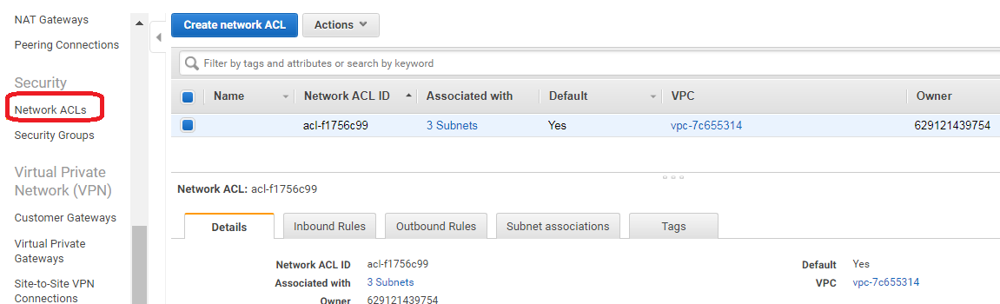 NAT Gateways
Peering Connections
Security
Network ACLs
Security Groups
Virtual Private
Network (VPN)
Customer Gateways
Virtual Private
Gateways
Site-to-Site VPN
Connections
Create network ACL Actions
Filter by tags and attributes or search by keyword
Name Network ACL ID Associated with Default VPC Owner
acl-f1756c99 3 Subnets Yes vpc-7c655314 629121439754
Network ACL: acl-f1756c99
Details Inbound Rules Outbound Rules Subnet associations Tags
Network ACL ID acl-f1756c99 Default Yes
Associated with 3 Subnets VPC vpc-7c655314
Owner 629121439754